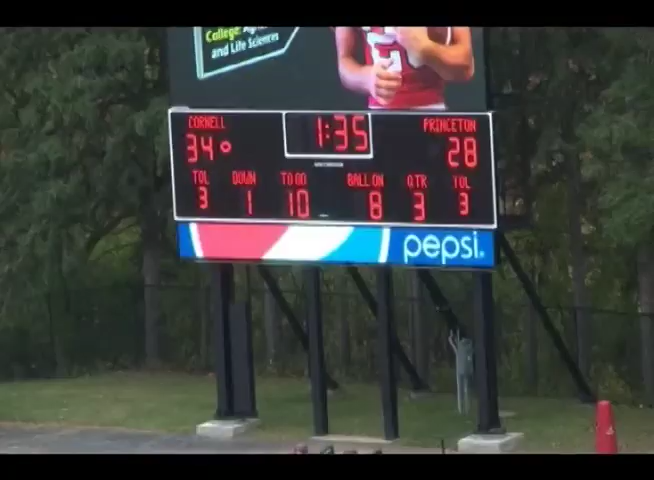 College
and Life Sciences
CORNELL 1:35 PRINCETON
34 28
TOL DOWN TO GO BALL ON QTR TOL
3 1 10 8 3 3
pepsi